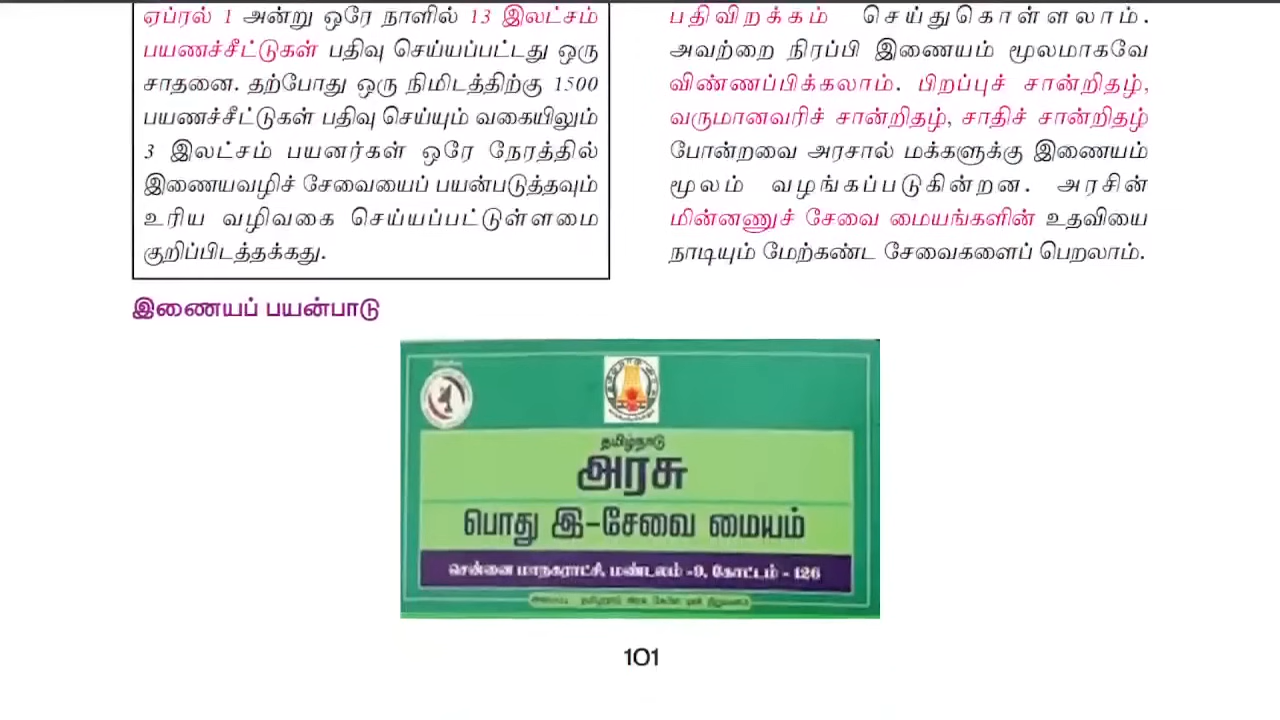 ஏப்ரல் 1 அன்று ஒரே நாளில் 13 இலட்சம்
பயணச்சீட்டுகள் பதிவு செய்யப்பட்டது ஒரு
சாதனை. தற்போது ஒரு நிமிடத்திற்கு 1500
பயணச்சீட்டுகள் பதிவு செய்யும் வகையிலும்
3 இலட்சம் பயனர்கள் ஒரே நேரத்தில்
இணையவழிச் சேவையைப் பயன்படுத்தவும்
உரிய வழிவகை செய்யப்பட்டுள்ளமை
குறிப்பிடத்தக்கது.
இணையப் பயன்பாடு
பதிவிறக்கம் செய்துகொள்ளலாம்.
அவற்றை நிரப்பி இணையம் மூலமாகவே
விண்ணப்பிக்கலாம். பிறப்புச் சான்றிதழ்,
வருமானவரிச் சான்றிதழ், சாதிச் சான்றிதழ்
போன்றவை அரசால் மக்களுக்கு இணையம்
மூலம் வழங்கப்படுகின்றன. அரசின்
மின்னணுச் சேவை மையங்களின் உதவியை
நாடியும் மேற்கண்ட சேவைகளைப் பெறலாம்.
தமிழ்நாடு
அரசு
பொது இ-சேவை மையம்
சென்னை மாநகராட்சி, மண்டலம் -9, கோட்டம் - 126
101